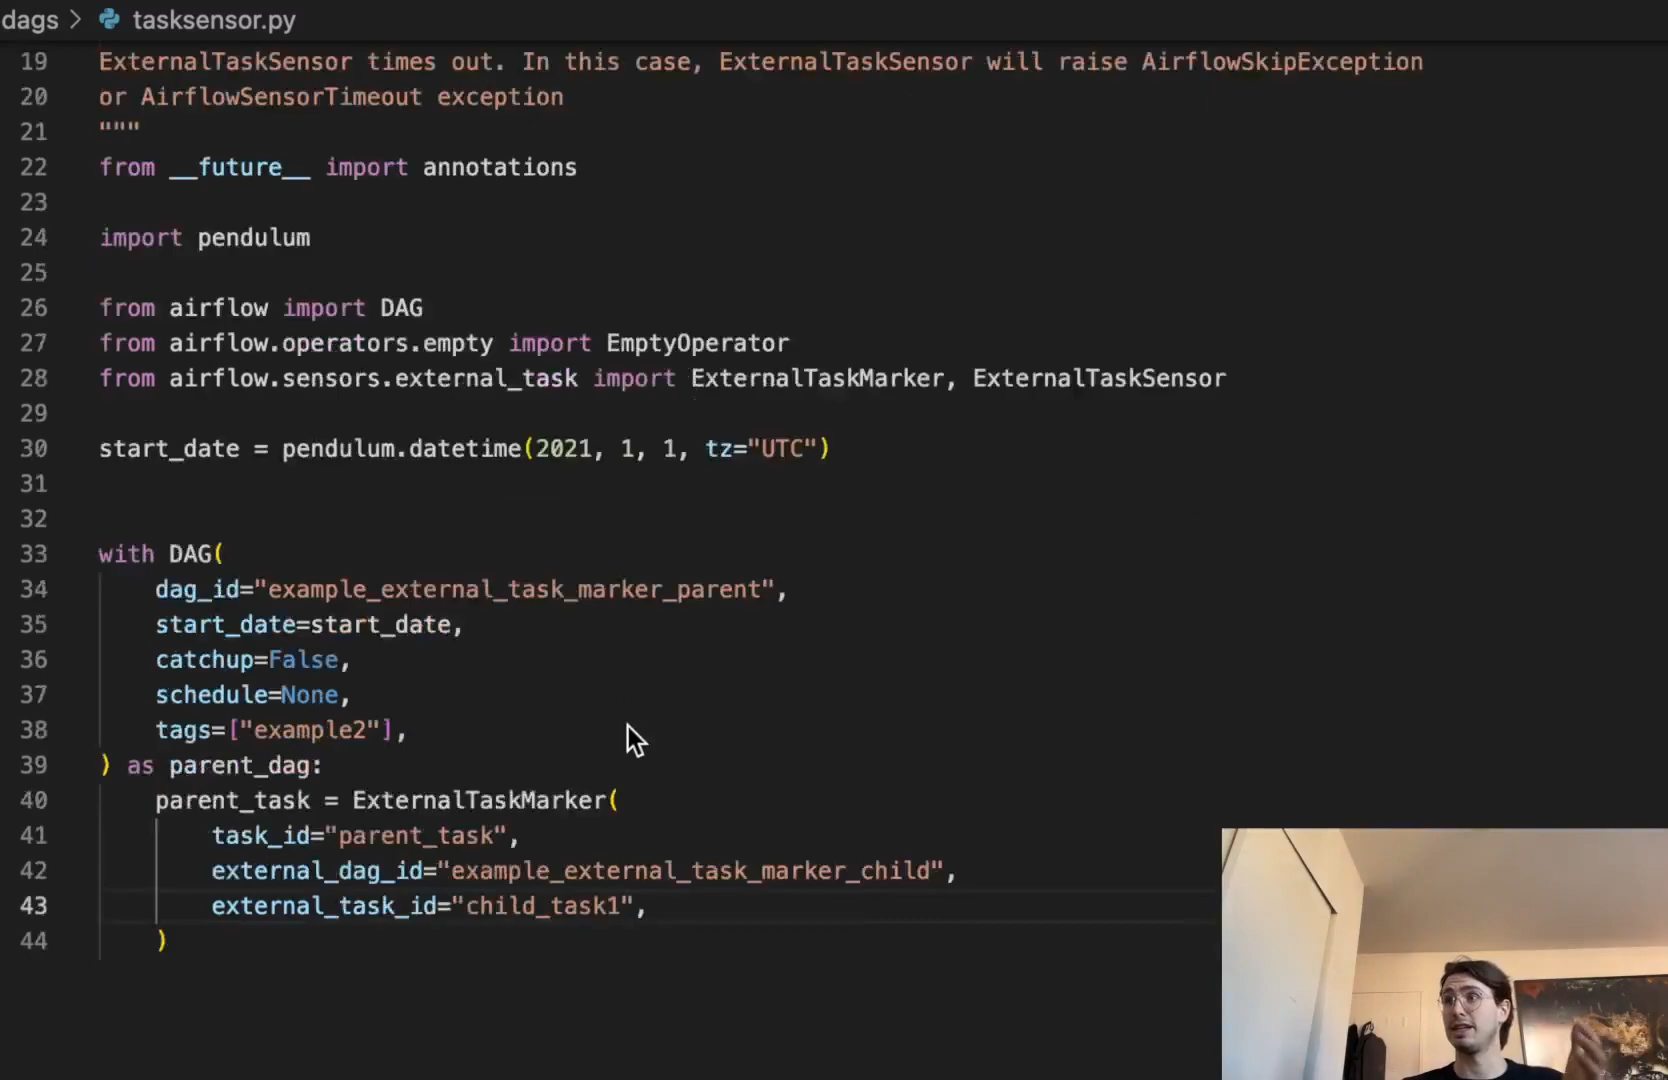 dags > tasksensor.py
19 ExternalTaskSensor times out. In this case, ExternalTaskSensor will raise AirflowSkipException
20 or AirflowSensorTimeout exception
21 """
22 from __future__ import annotations
23
24 import pendulum
25
26 from airflow import DAG
27 from airflow.operators.empty import EmptyOperator
28 from airflow.sensors.external_task import ExternalTaskMarker, ExternalTaskSensor
29
30 start_date = pendulum.datetime(2021, 1, 1, tz="UTC")
31
32
33 with DAG(
34     dag_id="example_external_task_marker_parent",
35     start_date=start_date,
36     catchup=False,
37     schedule=None,
38     tags=["example2"],
39 ) as parent_dag:
40     parent_task = ExternalTaskMarker(
41         task_id="parent_task",
42         external_dag_id="example_external_task_marker_child",
43         external_task_id="child_task1",
44     )